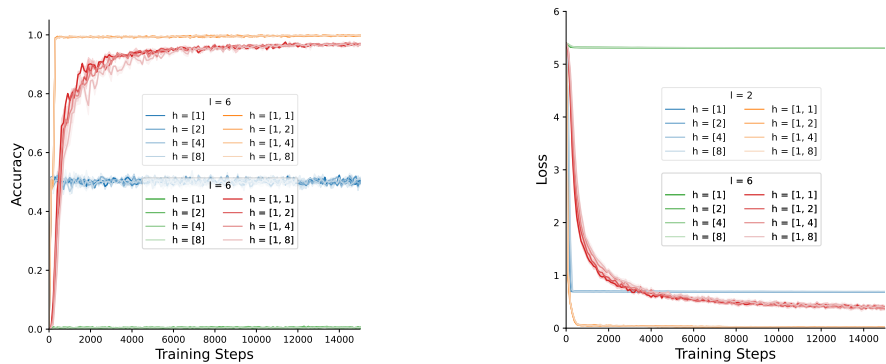 1.0
0.8
0.6
0.4
0.2
0.0
Accuracy
l = 6
h = [1] h = [1, 1]
h = [2] h = [1, 2]
h = [4] h = [1, 4]
h = [8] h = [1, 8]
l = 6
h = [1] h = [1, 1]
h = [2] h = [1, 2]
h = [4] h = [1, 4]
h = [8] h = [1, 8]
0 2000 4000 6000 8000 10000 12000 14000
Training Steps
6
5
4
3
2
1
0
Loss
l = 2
h = [1] h = [1, 1]
h = [2] h = [1, 2]
h = [4] h = [1, 4]
h = [8] h = [1, 8]
l = 6
h = [1] h = [1, 1]
h = [2] h = [1, 2]
h = [4] h = [1, 4]
h = [8] h = [1, 8]
0 2000 4000 6000 8000 10000 12000 14000
Training Steps